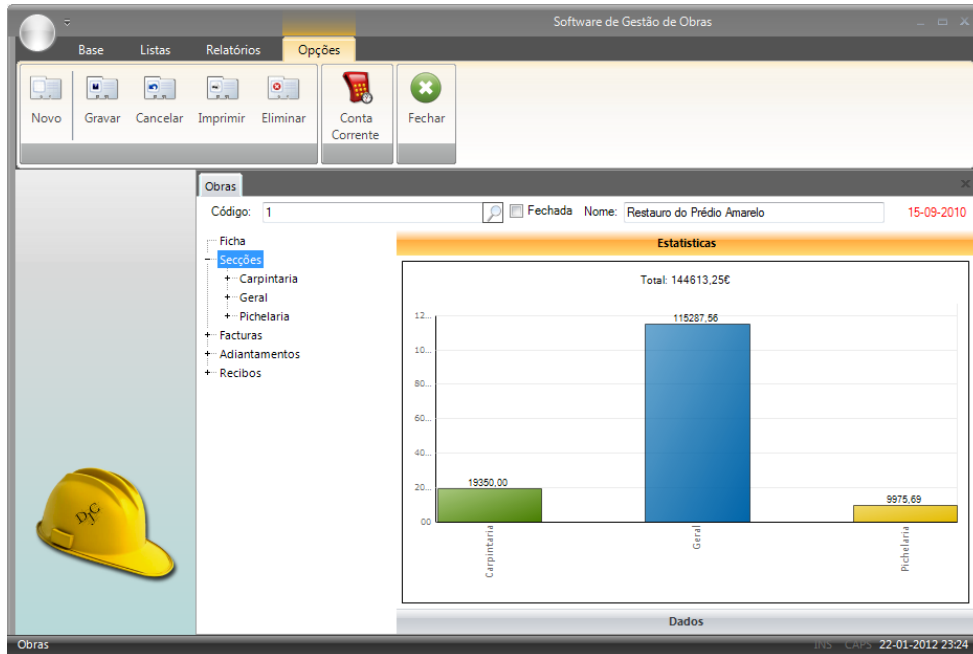 Software de Gestão de Obras
Base Listas Relatórios Opções
Novo Gravar Cancelar Imprimir Eliminar Conta Corrente Fechar
Obras
Código: 1 Fechada Nome: Restauro do Prédio Amarelo 15-09-2010
Ficha
Secções
Carpintaria
Geral
Pichelaria
Facturas
Adiantamentos
Recibos
Estatisticas
Total: 144613,25€
12...
10...
80...
60...
40...
20...
00
19350,00
115287,56
9975,69
Carpintaria
Geral
Pichelaria
Dados
DJC
Obras INS CAPS 22-01-2012 23:24